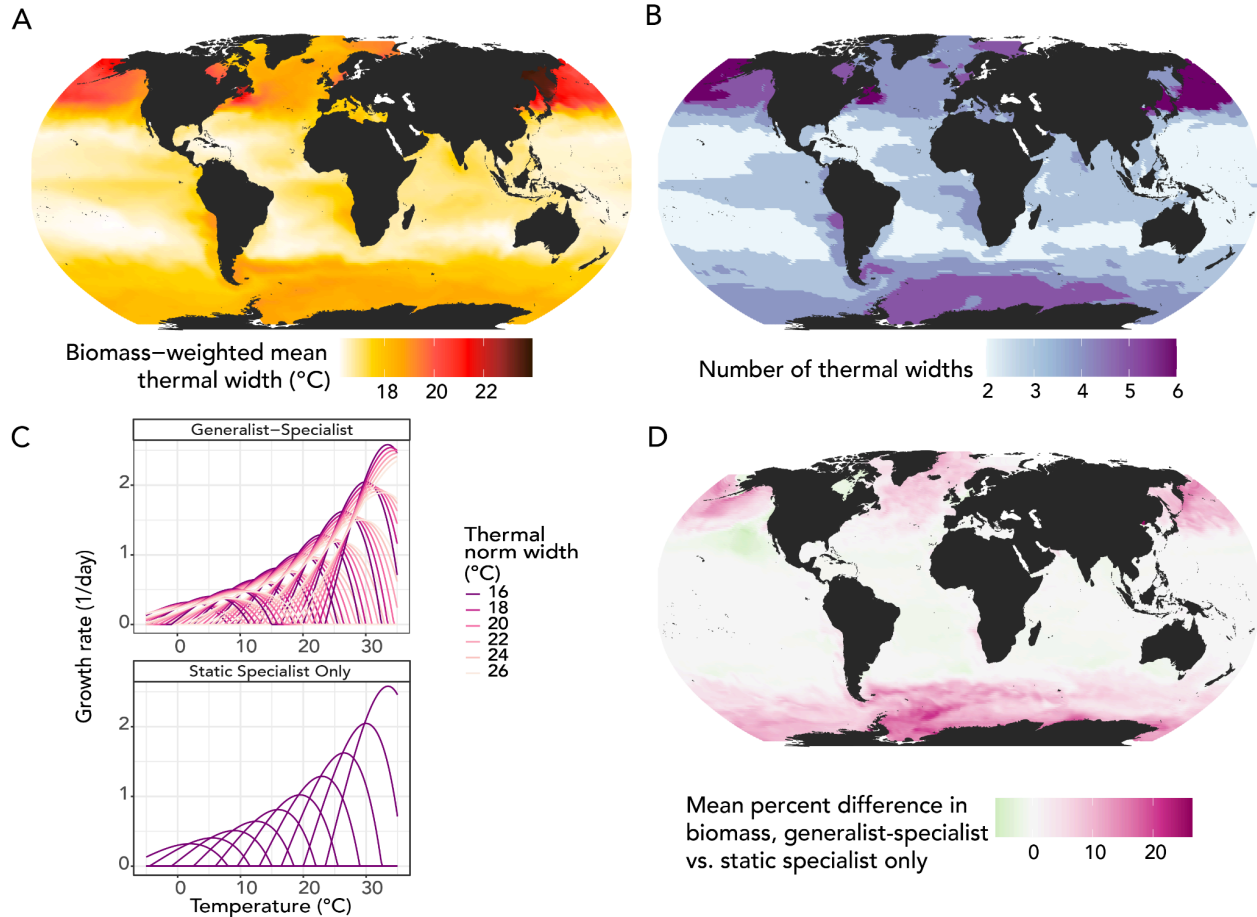 A
B
Biomass−weighted mean
thermal width (°C)
18 20 22
Number of thermal widths
2 3 4 5 6
C
Generalist−Specialist
2
1
0
0 10 20 30
Static Specialist Only
2
1
0
0 10 20 30
Growth rate (1/day)
Temperature (°C)
Thermal
norm width
(°C)
16
18
20
22
24
26
D
Mean percent difference in
biomass, generalist-specialist
vs. static specialist only
0 10 20